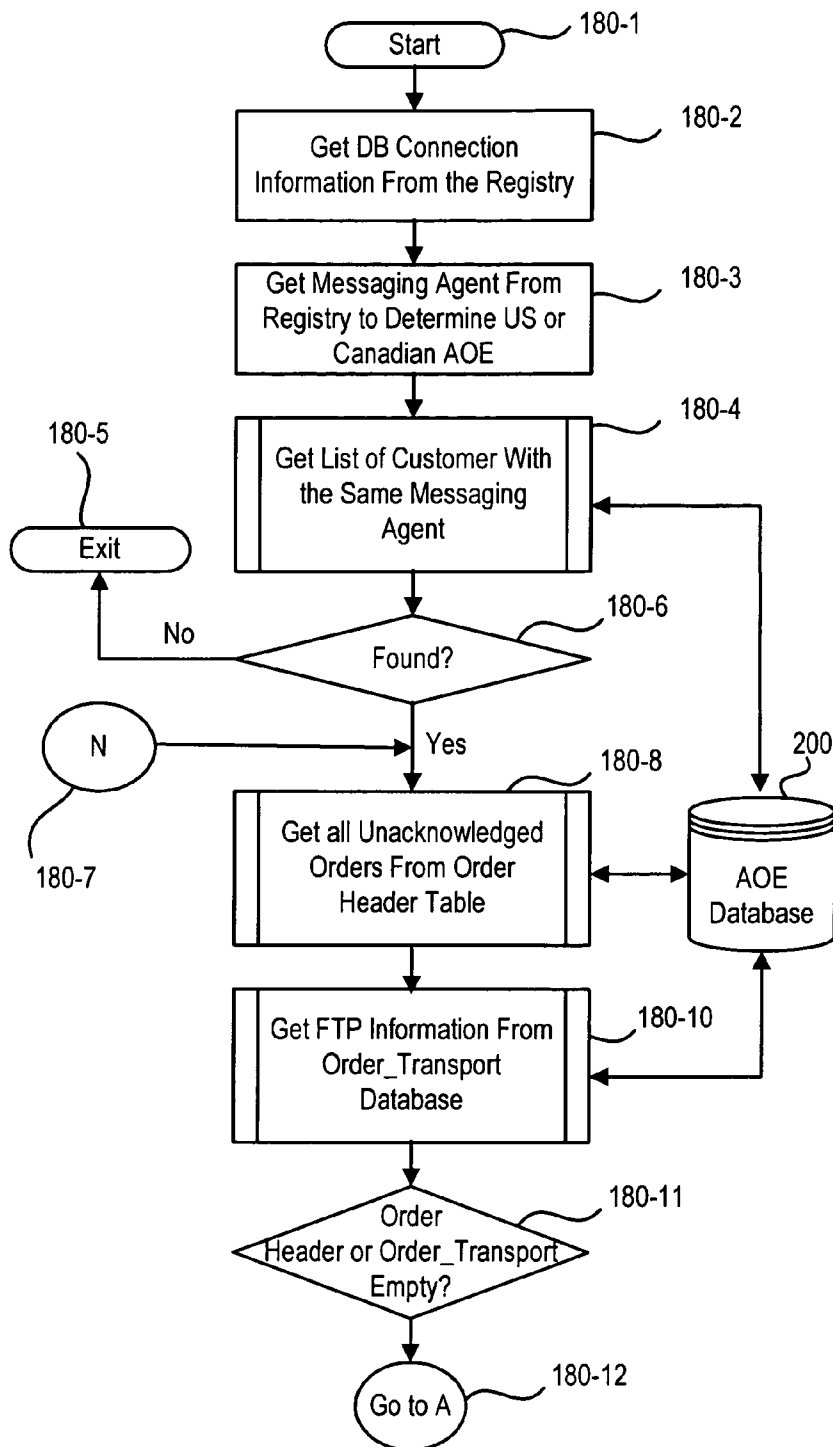 Start
180-1
Get DB Connection
Information From the Registry
180-2
Get Messaging Agent From
Registry to Determine US or
Canadian AOE
180-3
180-4
Get List of Customer With
the Same Messaging
Agent
180-5
Exit
180-6
No
Found?
N
Yes
180-7
180-8
200
Get all Unacknowledged
Orders From Order
Header Table
AOE
Database
Get FTP Information From
Order_Transport
Database
180-10
180-11
Order
Header or Order_Transport
Empty?
Go to A
180-12